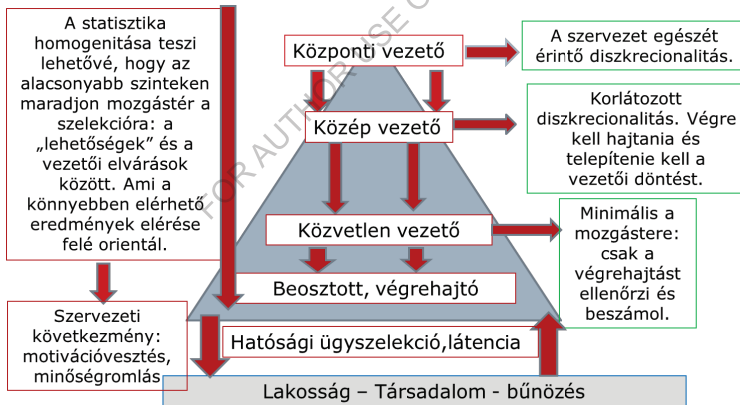 A statisztika
homogenitása teszi
lehetővé, hogy az
alacsonyabb szinteken
maradjon mozgástér a
szelekcióra: a
„lehetőségek” és a
vezetői elvárások
között. Ami a
könnyebben elérhető
eredmények elérése
felé orientál.
Szervezeti
következmény:
motivációvesztés,
minőségromlás
Központi vezető
Közép vezető
Közvetlen vezető
Beosztott, végrehajtó
Hatósági ügyszelekció,látencia
Lakosság – Társadalom - bűnözés
A szervezet egészét
érintő diszkrecionalitás.
Korlátozott
diszkrecionalitás. Végre
kell hajtania és
telepítenie kell a
vezetői döntést.
Minimális a
mozgástere:
csak a
végrehajtást
ellenőrzi és
beszámol.
FOR AUTHOR USE O